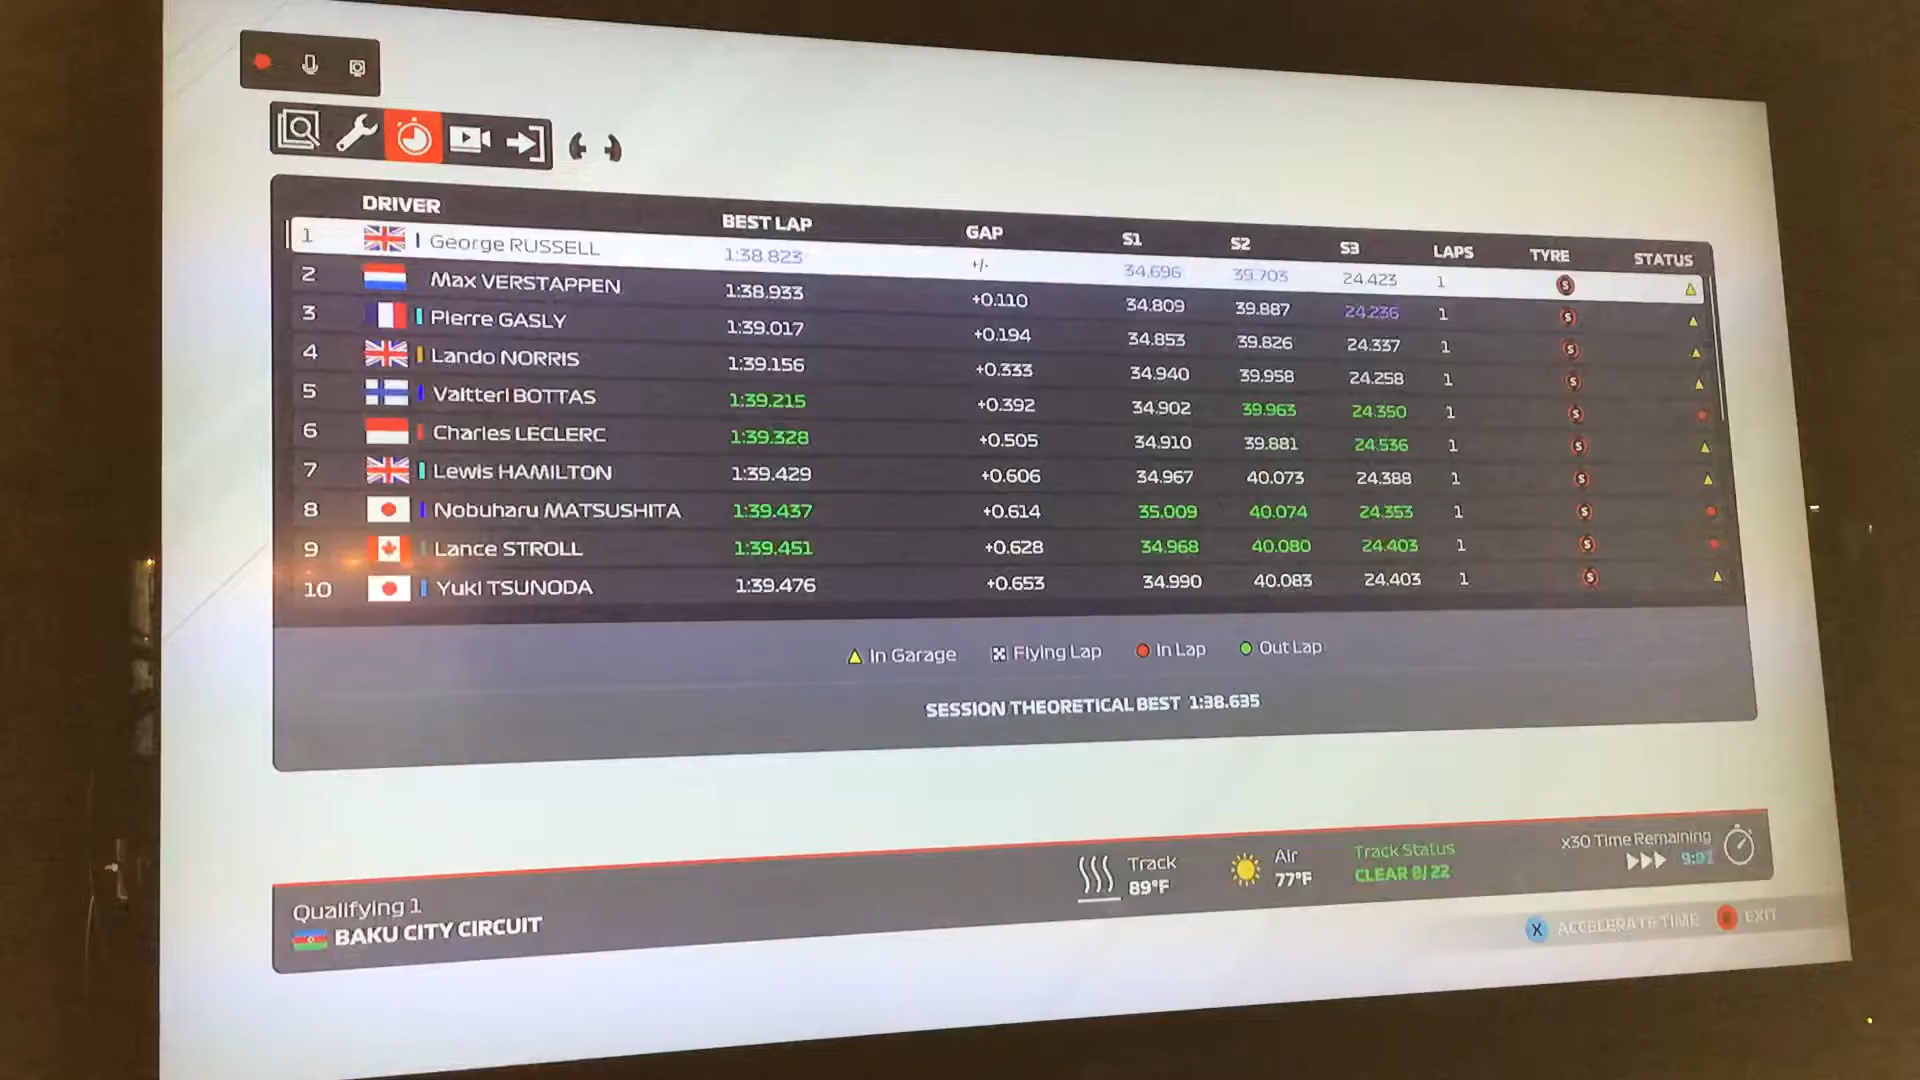 DRIVER BEST LAP GAP S1 S2 S3 LAPS TYRE STATUS
1 George RUSSELL 1:38.823 +/- 34.696 39.703 24.423 1 S
2 Max VERSTAPPEN 1:38.933 +0.110 34.809 39.887 24.236 1 S
3 Pierre GASLY 1:39.017 +0.194 34.853 39.826 24.337 1 S
4 Lando NORRIS 1:39.156 +0.333 34.940 39.958 24.258 1 S
5 Valtteri BOTTAS 1:39.215 +0.392 34.902 39.963 24.350 1 S
6 Charles LECLERC 1:39.328 +0.505 34.910 39.881 24.536 1 S
7 Lewis HAMILTON 1:39.429 +0.606 34.967 40.073 24.388 1 S
8 Nobuharu MATSUSHITA 1:39.437 +0.614 35.009 40.074 24.353 1 S
9 Lance STROLL 1:39.451 +0.628 34.968 40.080 24.403 1 S
10 Yuki TSUNODA 1:39.476 +0.653 34.990 40.083 24.403 1 S
In Garage Flying Lap In Lap Out Lap
SESSION THEORETICAL BEST 1:38.635
Qualifying 1
BAKU CITY CIRCUIT
Track
89°F
Air
77°F
Track Status
CLEAR 8/22
x30 Time Remaining
X ACCELERATE TIME EXIT